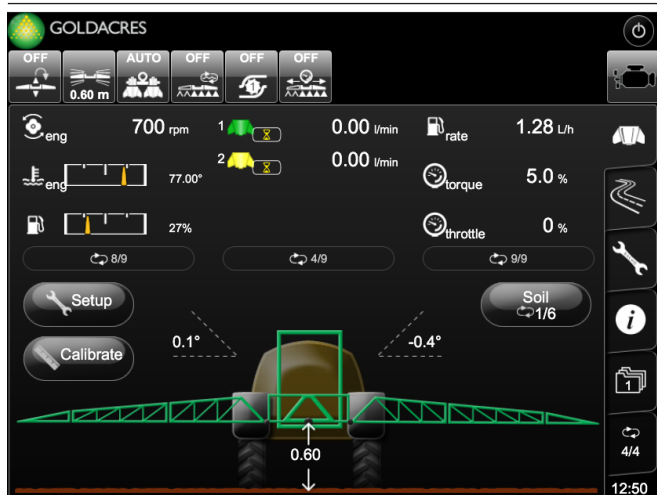 GOLDACRES
OFF
0.60 m
AUTO
OFF
OFF
1
OFF
eng
700 rpm
1
0.00 l/min
rate
1.28 L/h
eng
77.00°
2
0.00 l/min
torque
5.0 %
27%
throttle
0 %
8/9
4/9
9/9
Setup
Soil
1/6
Calibrate
0.1°
-0.4°
i
1
0.60
4/4
12:50